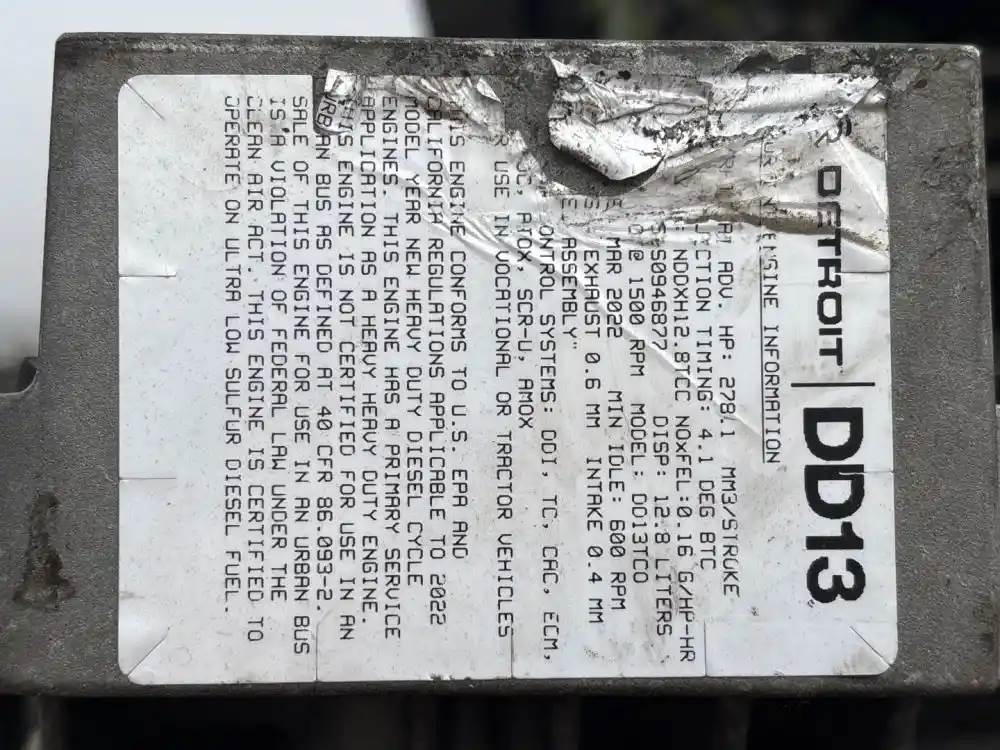 DETROIT | DD13
ENGINE INFORMATION
AT ADV. HP: 278.1 MM3/STROKE
TIMING: 4.1 DEG BTC
NDDXH12.8TCC NOxFEL:0.16 G/HP-HR
S0946877 DISP: 12.8 LITERS
@ 1500 RPM MODEL: DD13TCO
MAR 2022 MIN IDLE: 600 RPM
EXHAUST 0.6 MM INTAKE 0.4 MM
ASSEMBLY"
SYSTEMS: DDI, TC, CAC, ECM,
ATOX, SCR-U, AMOX
USE IN VOCATIONAL OR TRACTOR VEHICLES
THIS ENGINE CONFORMS TO U.S. EPA AND
CALIFORNIA REGULATIONS APPLICABLE TO 2022
MODEL YEAR NEW HEAVY DUTY DIESEL CYCLE
ENGINES. THIS ENGINE HAS A PRIMARY SERVICE
APPLICATION AS A HEAVY HEAVY DUTY ENGINE.
THIS ENGINE IS NOT CERTIFIED FOR USE IN AN
URBAN BUS AS DEFINED AT 40 CFR 86.093-2.
SALE OF THIS ENGINE FOR USE IN AN URBAN BUS
IS A VIOLATION OF FEDERAL LAW UNDER THE
CLEAN AIR ACT. THIS ENGINE IS CERTIFIED TO
OPERATE ON ULTRA LOW SULFUR DIESEL FUEL.